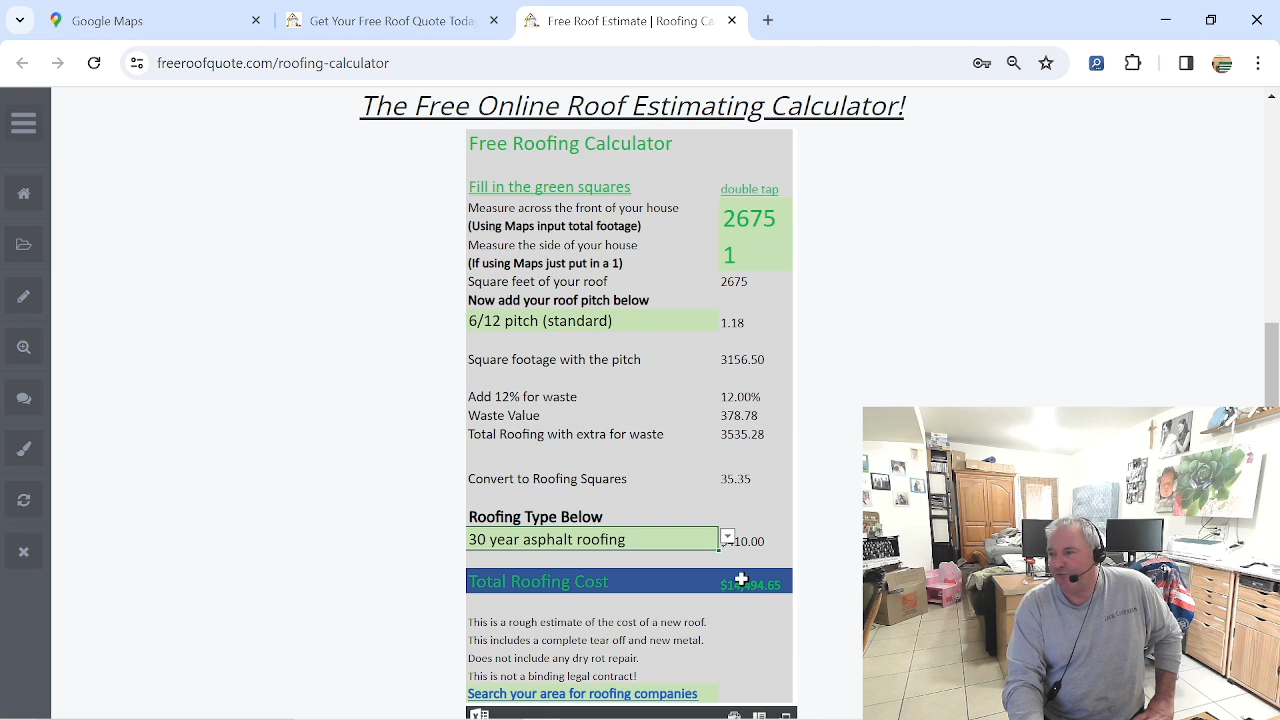 Google Maps
Get Your Free Roof Quote Toda
Free Roof Estimate | Roofing Ca
freeroofquote.com/roofing-calculator
The Free Online Roof Estimating Calculator!
Free Roofing Calculator
Fill in the green squares double tap
Measure across the front of your house
(Using Maps input total footage) 2675
Measure the side of your house
(If using Maps just put in a 1) 1
Square feet of your roof 2675
Now add your roof pitch below
6/12 pitch (standard) 1.18
Square footage with the pitch 3156.50
Add 12% for waste 12.00%
Waste Value 378.78
Total Roofing with extra for waste 3535.28
Convert to Roofing Squares 35.35
Roofing Type Below
30 year asphalt roofing
Total Roofing Cost
This is a rough estimate of the cost of a new roof.
This includes a complete tear off and new metal.
Does not include any dry rot repair.
This is not a binding legal contract!
Search your area for roofing companies